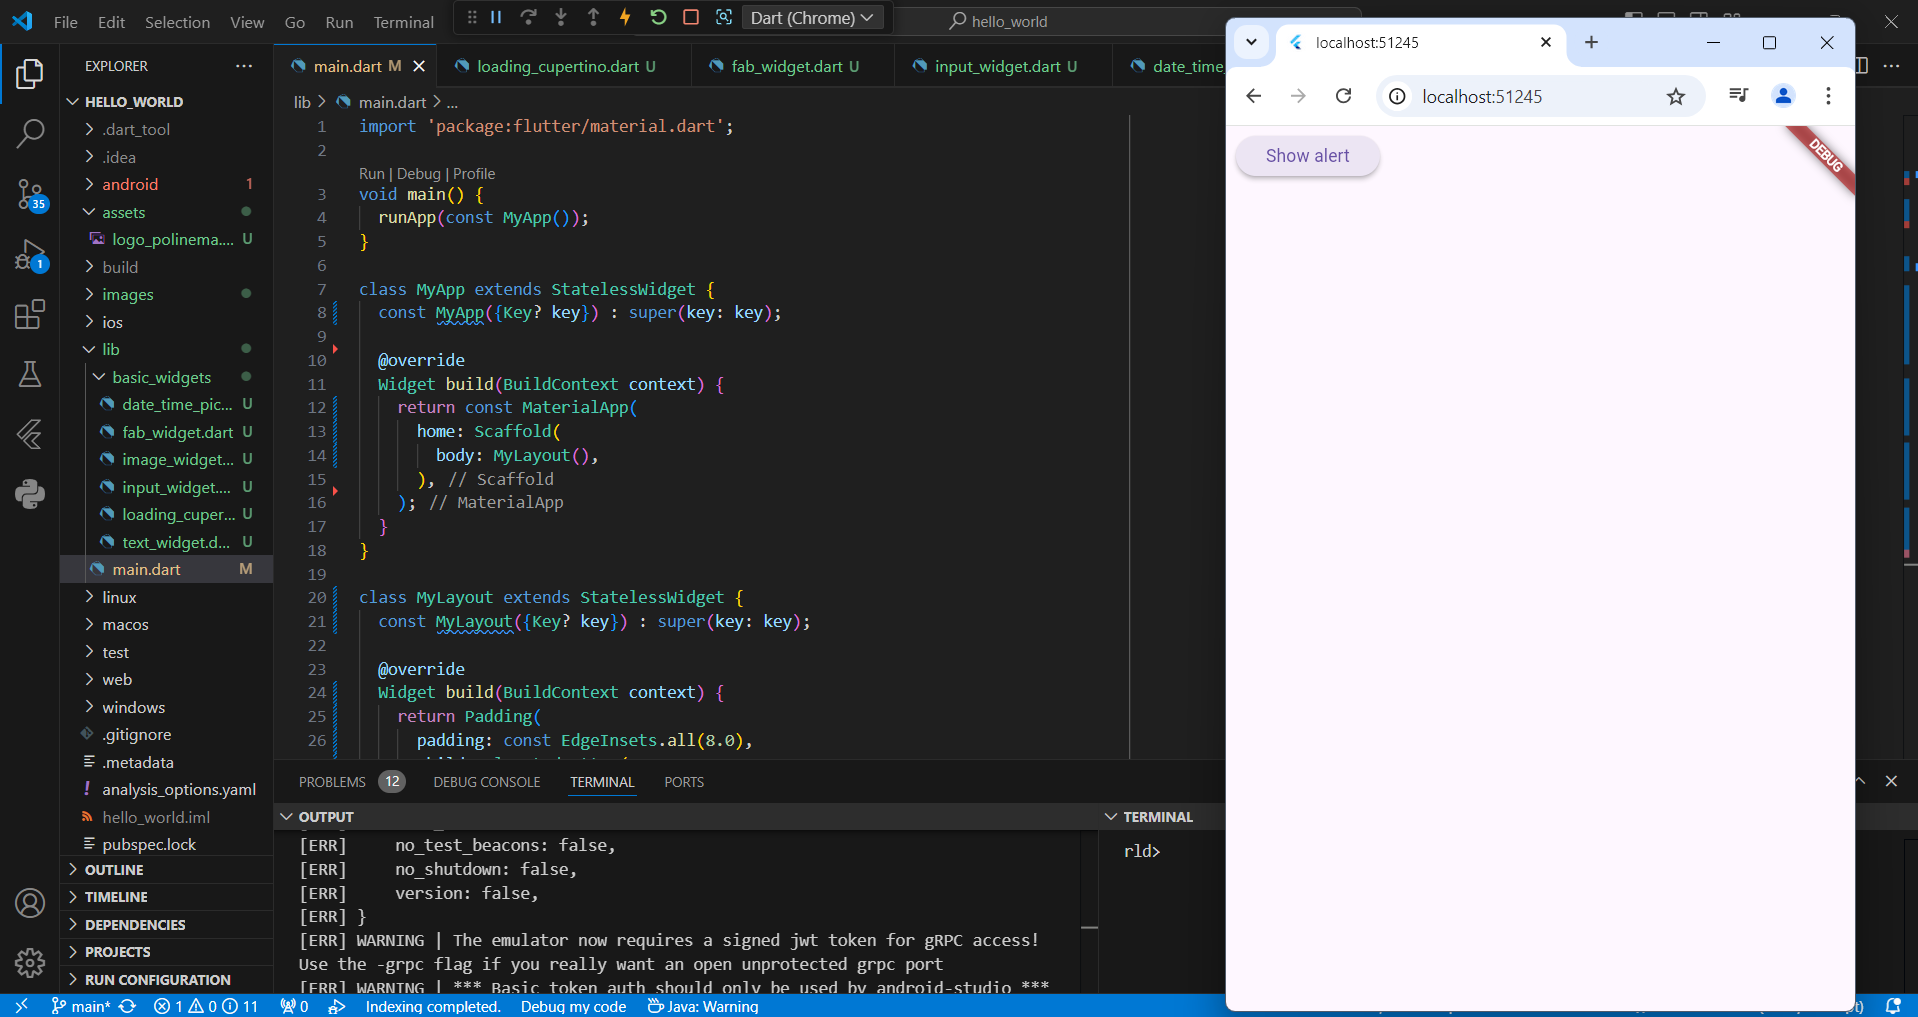 File Edit Selection View Go Run Terminal
Dart (Chrome)
hello_world
EXPLORER
HELLO_WORLD
.dart_tool
.idea
android 1
assets
logo_polinema.... U
build
images
ios
lib
basic_widgets
date_time_pic... U
fab_widget.dart U
image_widget... U
input_widget.... U
loading_cuper... U
text_widget.d... U
main.dart M
linux
macos
test
web
windows
.gitignore
.metadata
analysis_options.yaml
hello_world.iml
pubspec.lock
OUTLINE
TIMELINE
DEPENDENCIES
PROJECTS
RUN CONFIGURATION
35
1
main.dart M
loading_cupertino.dart U
fab_widget.dart U
input_widget.dart U
date_time_
lib > main.dart > ...
1 import 'package:flutter/material.dart';
2
Run | Debug | Profile
3 void main() {
4 runApp(const MyApp());
5 }
6
7 class MyApp extends StatelessWidget {
8 const MyApp({Key? key}) : super(key: key);
9
10 @override
11 Widget build(BuildContext context) {
12 return const MaterialApp(
13 home: Scaffold(
14 body: MyLayout(),
15 ), // Scaffold
16 ); // MaterialApp
17 }
18 }
19
20 class MyLayout extends StatelessWidget {
21 const MyLayout({Key? key}) : super(key: key);
22
23 @override
24 Widget build(BuildContext context) {
25 return Padding(
26 padding: const EdgeInsets.all(8.0),
PROBLEMS 12 DEBUG CONSOLE TERMINAL PORTS
OUTPUT
[ERR] no_test_beacons: false,
[ERR] no_shutdown: false,
[ERR] version: false,
[ERR] }
[ERR] WARNING | The emulator now requires a signed jwt token for gRPC access!
Use the -grpc flag if you really want an open unprotected grpc port
[ERR] WARNING | *** Basic token auth should only be used by android-studio ***
TERMINAL
rld>
main* 1 0 11 0 Indexing completed. Debug my code Java: Warning
localhost:51245
localhost:51245
Show alert
DEBUG